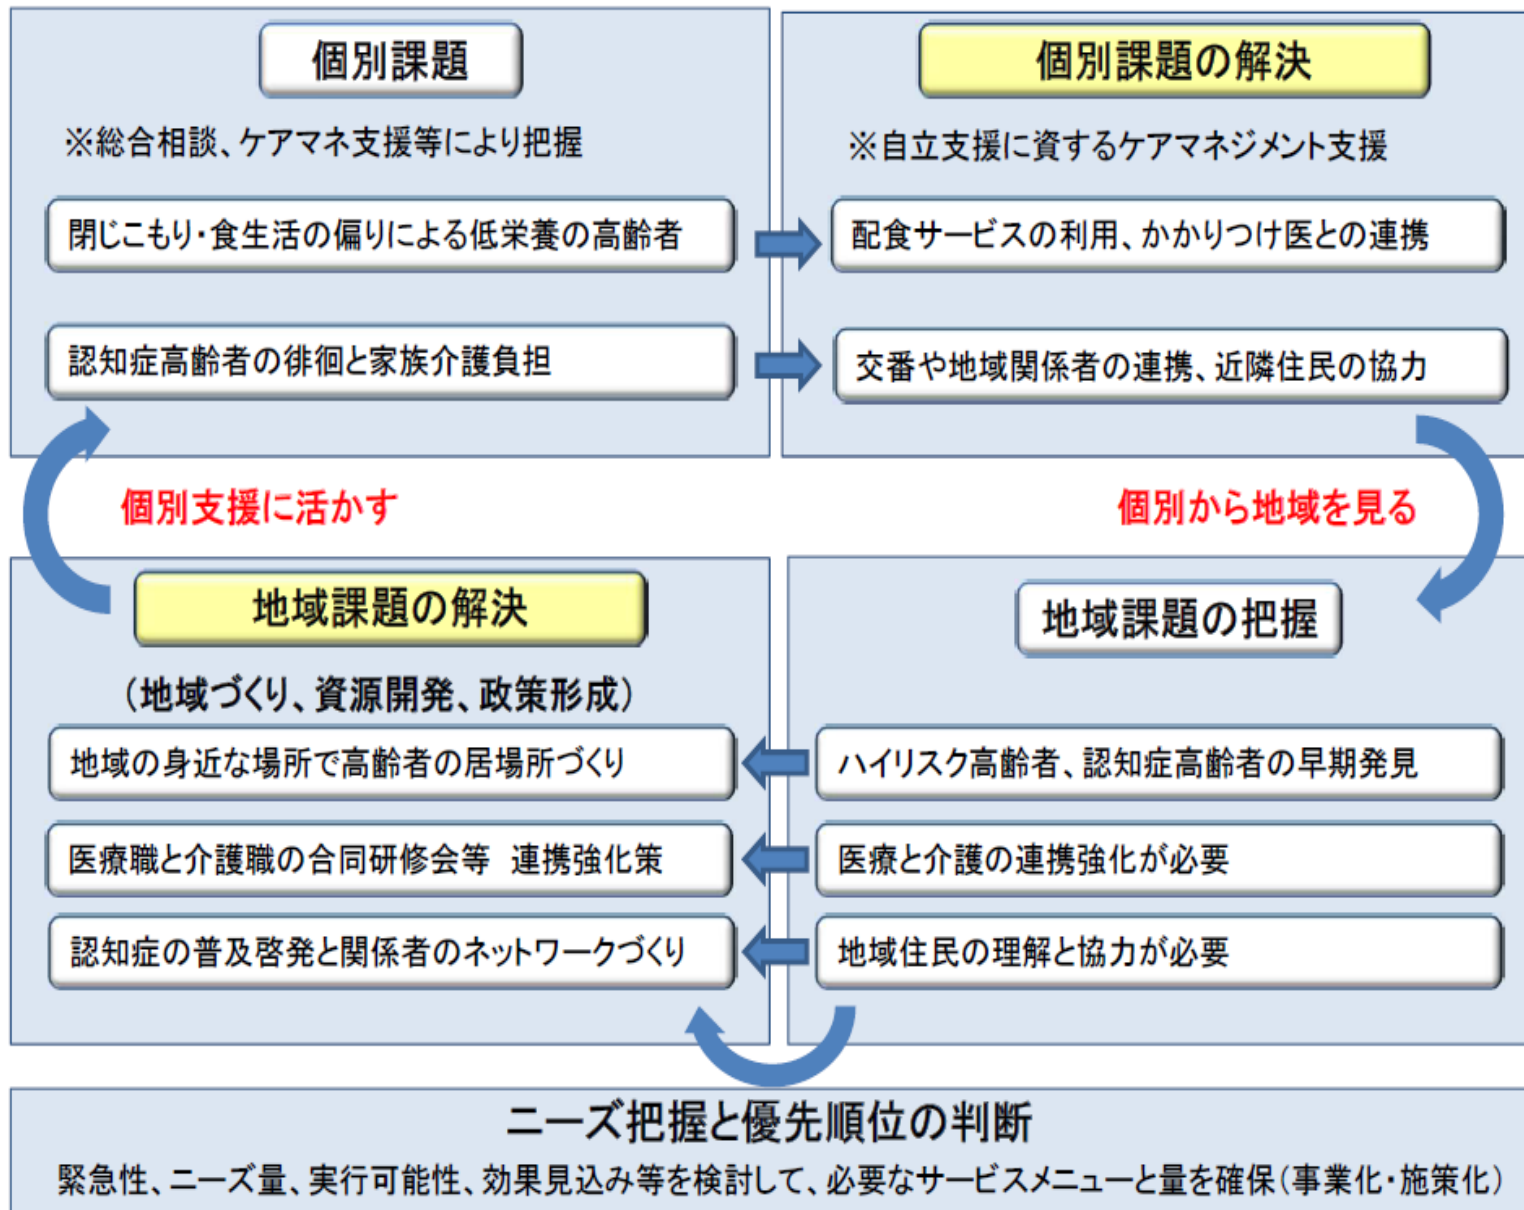 個別課題
※総合相談、ケアマネ支援等により把握
閉じこもり・食生活の偏りによる低栄養の高齢者
認知症高齢者の徘徊と家族介護負担
個別課題の解決
※自立支援に資するケアマネジメント支援
配食サービスの利用、かかりつけ医との連携
交番や地域関係者の連携、近隣住民の協力
個別支援に活かす
個別から地域を見る
地域課題の解決
（地域づくり、資源開発、政策形成）
地域の身近な場所で高齢者の居場所づくり
医療職と介護職の合同研修会等　連携強化策
認知症の普及啓発と関係者のネットワークづくり
地域課題の把握
ハイリスク高齢者、認知症高齢者の早期発見
医療と介護の連携強化が必要
地域住民の理解と協力が必要
ニーズ把握と優先順位の判断
緊急性、ニーズ量、実行可能性、効果見込み等を検討して、必要なサービスメニューと量を確保（事業化・施策化）